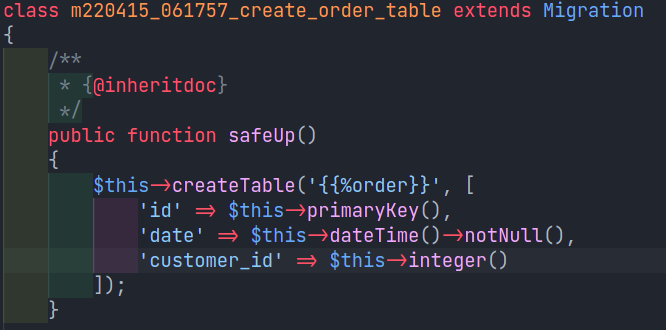 class m220415_061757_create_order_table extends Migration
{
    /**
     * {@inheritdoc}
     */
    public function safeUp()
    {
        $this->createTable('{{%order}}', [
            'id' => $this->primaryKey(),
            'date' => $this->dateTime()->notNull(),
            'customer_id' => $this->integer()
        ]);
    }